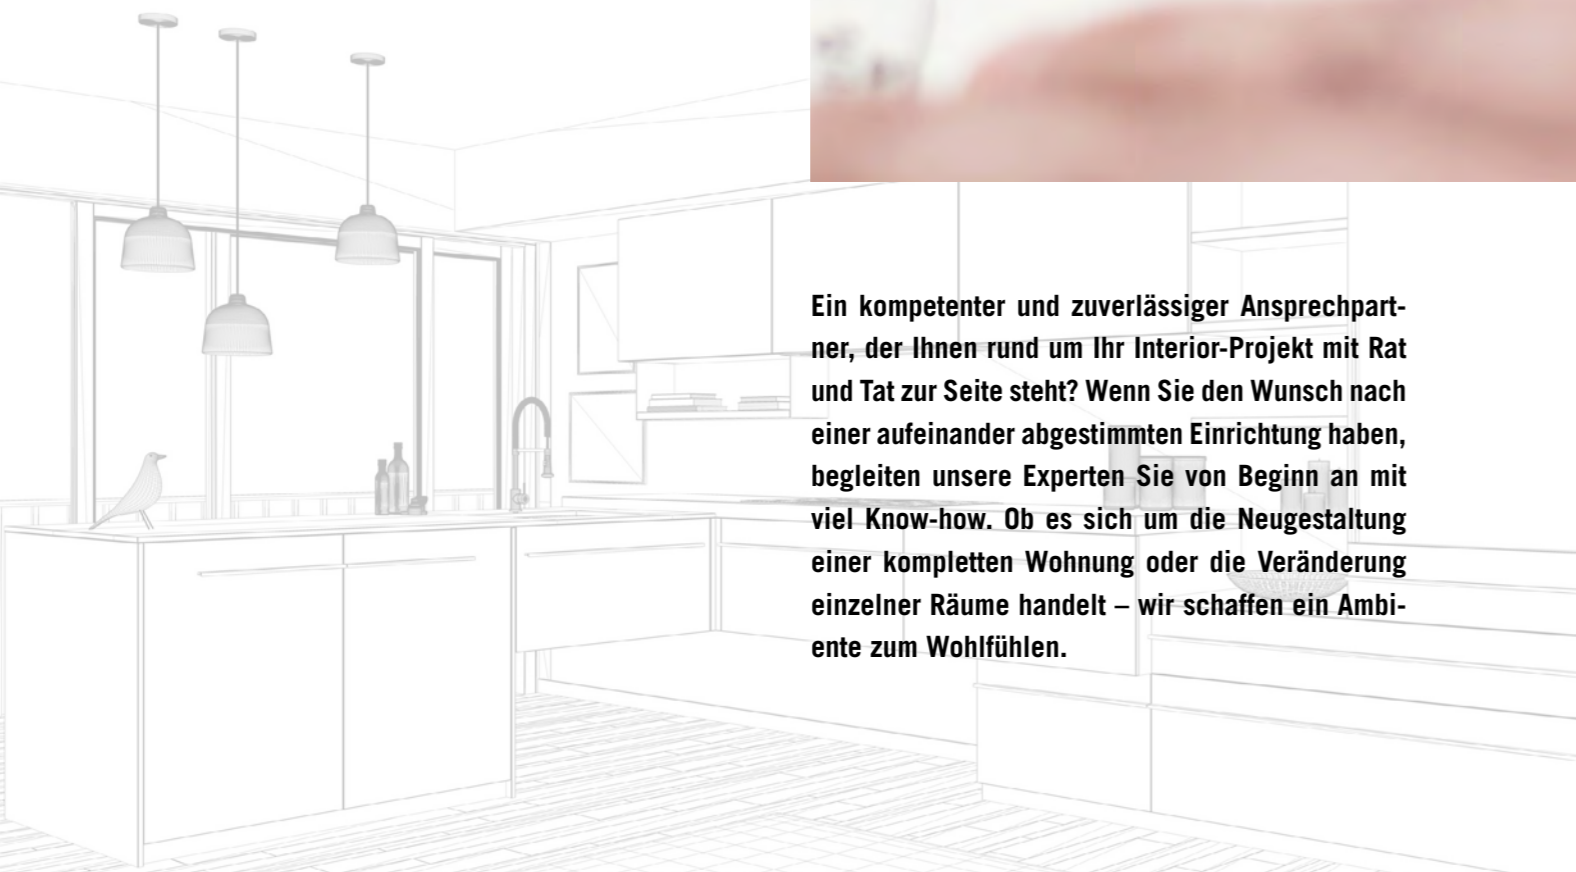 Ein kompetenter und zuverlässiger Ansprechpart-
ner, der Ihnen rund um Ihr Interior-Projekt mit Rat
und Tat zur Seite steht? Wenn Sie den Wunsch nach
einer aufeinander abgestimmten Einrichtung haben,
begleiten unsere Experten Sie von Beginn an mit
viel Know-how. Ob es sich um die Neugestaltung
einer kompletten Wohnung oder die Veränderung
einzelner Räume handelt – wir schaffen ein Ambi-
ente zum Wohlfühlen.